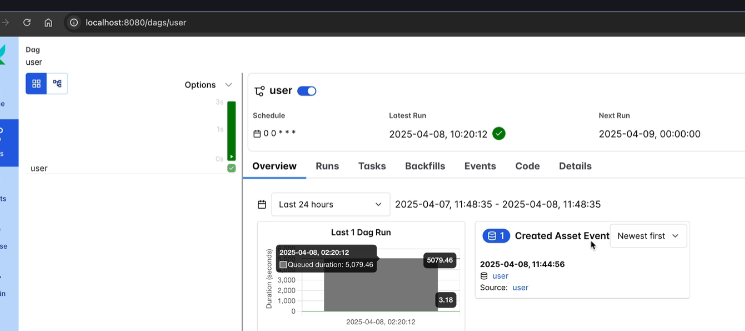 localhost:8080/dags/user
Dag
user
Options
3s
1s
0s
user
user
Schedule
Latest Run
Next Run
0 0 * * *
2025-04-08, 10:20:12
2025-04-09, 00:00:00
Overview Runs Tasks Backfills Events Code Details
Last 24 hours
2025-04-07, 11:48:35 - 2025-04-08, 11:48:35
Last 1 Dag Run
2025-04-08, 02:20:12
Queued duration: 5,079.46
5079.46
3,000
2,000
1,000
0
3.18
Duration (seconds)
2025-04-08, 02:20:12
1 Created Asset Event
Newest first
2025-04-08, 11:44:56
user
Source: user